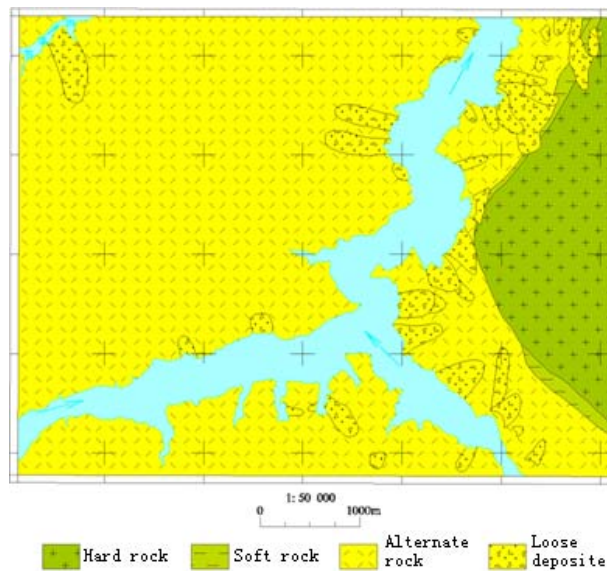 1: 50 000
0 1000m
Hard rock
Soft rock
Alternate rock
Loose deposite